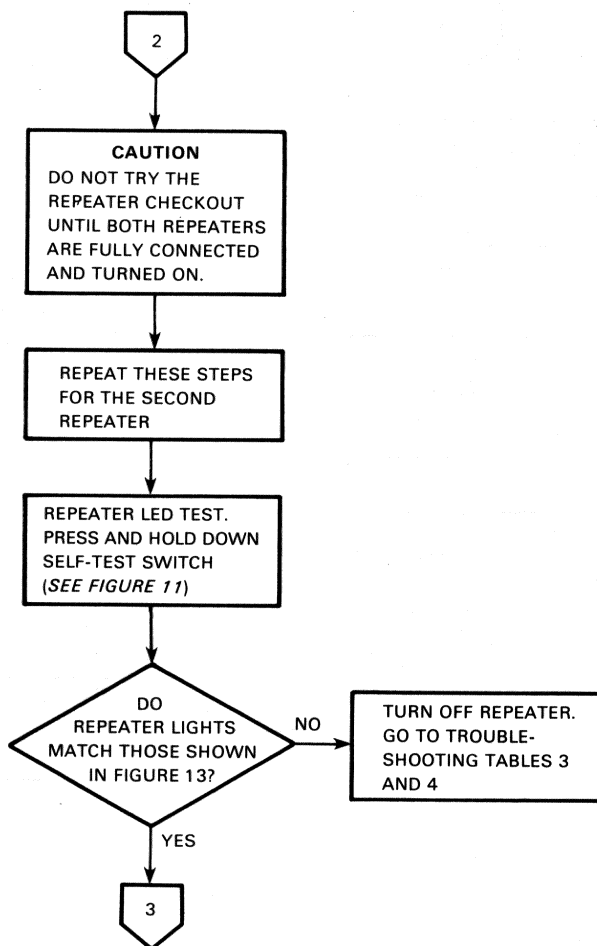 2
CAUTION
DO NOT TRY THE
REPEATER CHECKOUT
UNTIL BOTH REPEATERS
ARE FULLY CONNECTED
AND TURNED ON.
REPEAT THESE STEPS
FOR THE SECOND
REPEATER
REPEATER LED TEST.
PRESS AND HOLD DOWN
SELF-TEST SWITCH
(SEE FIGURE 11)
DO
REPEATER LIGHTS
MATCH THOSE SHOWN
IN FIGURE 13?
NO
TURN OFF REPEATER.
GO TO TROUBLE-
SHOOTING TABLES 3
AND 4
YES
3